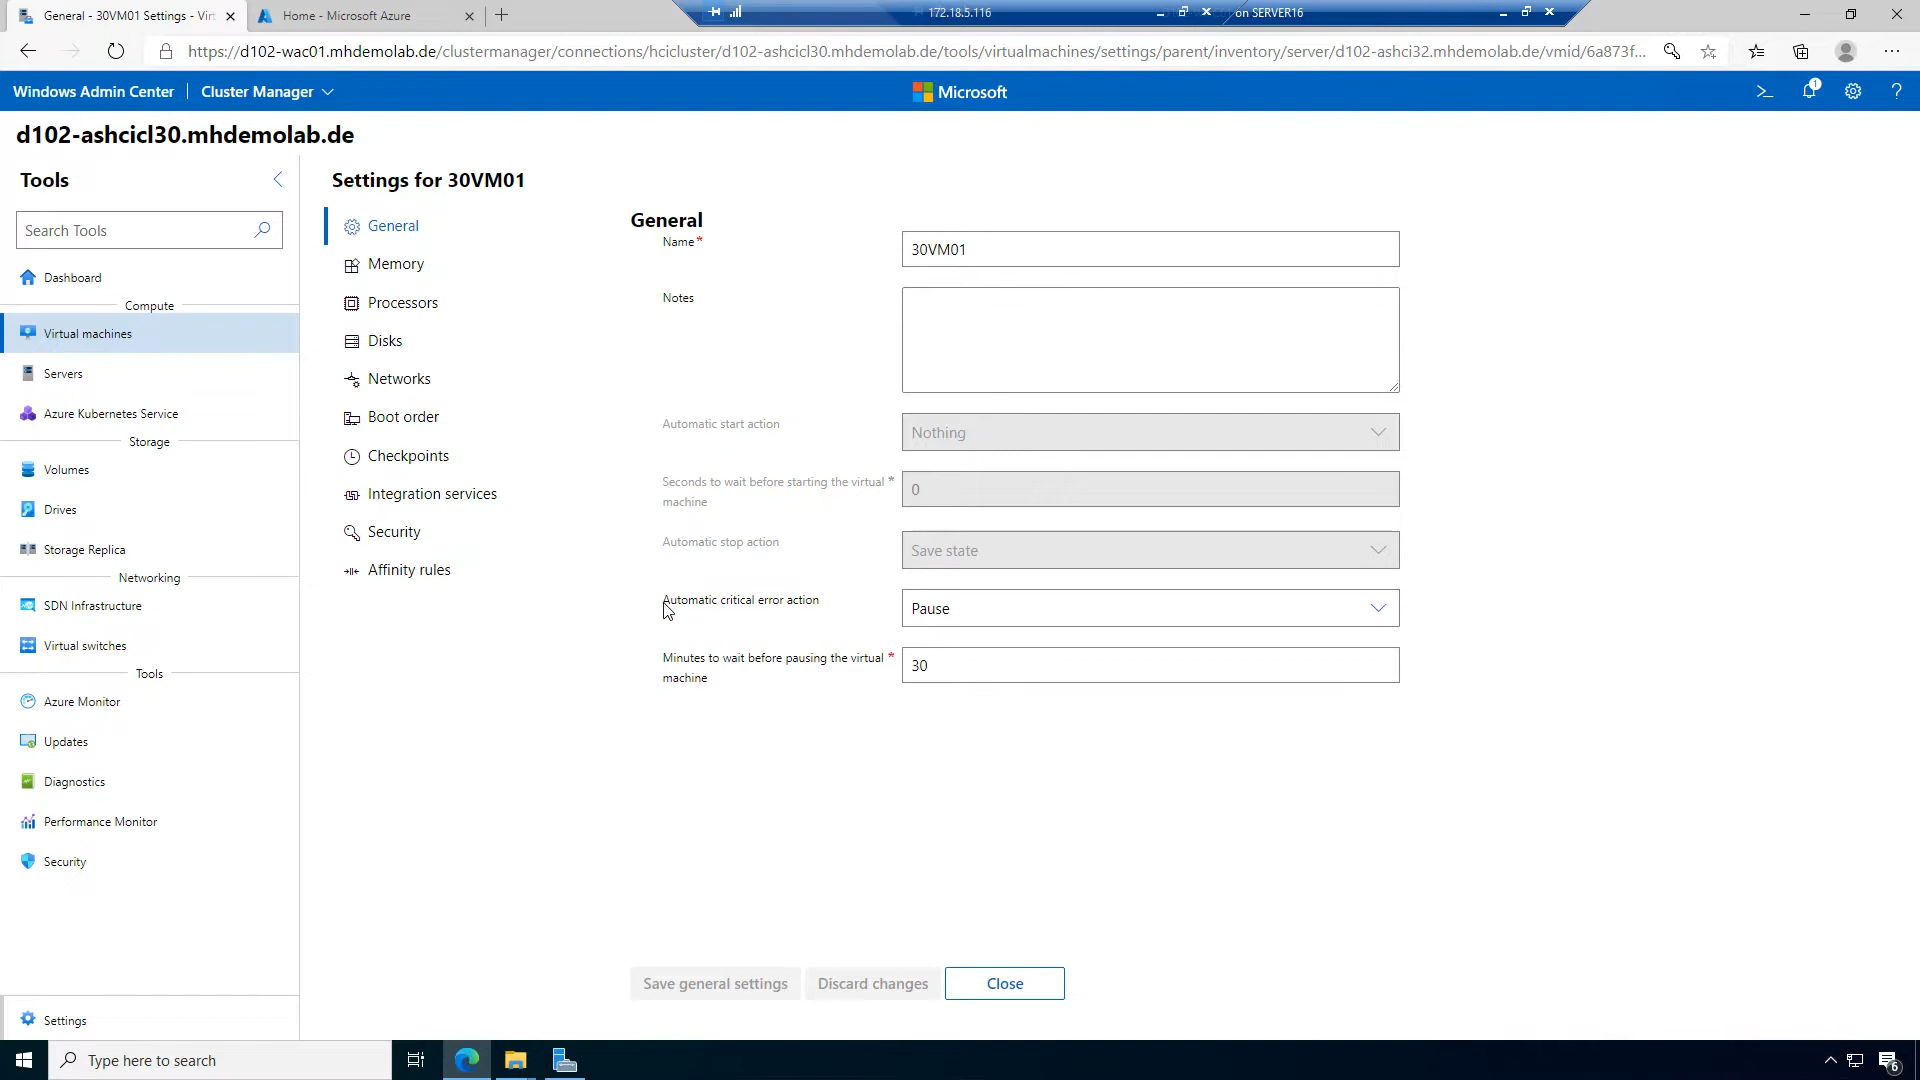 General - 30VM01 Settings - Virt
Home - Microsoft Azure
172.18.5.116
on SERVER16
https://d102-wac01.mhdemolab.de/clustermanager/connections/hcicluster/d102-ashcicl30.mhdemolab.de/tools/virtualmachines/settings/parent/inventory/server/d102-ashci32.mhdemolab.de/vmid/6a873f...
Windows Admin Center
Cluster Manager
Microsoft
1
?
d102-ashcicl30.mhdemolab.de
Tools
Search Tools
Dashboard
Compute
Virtual machines
Servers
Azure Kubernetes Service
Storage
Volumes
Drives
Storage Replica
Networking
SDN Infrastructure
Virtual switches
Tools
Azure Monitor
Updates
Diagnostics
Performance Monitor
Security
Settings
Settings for 30VM01
General
Memory
Processors
Disks
Networks
Boot order
Checkpoints
Integration services
Security
Affinity rules
General
Name *
30VM01
Notes
Automatic start action
Nothing
Seconds to wait before starting the virtual *
machine
0
Automatic stop action
Save state
Automatic critical error action
Pause
Minutes to wait before pausing the virtual *
machine
30
Save general settings
Discard changes
Close
Type here to search
6